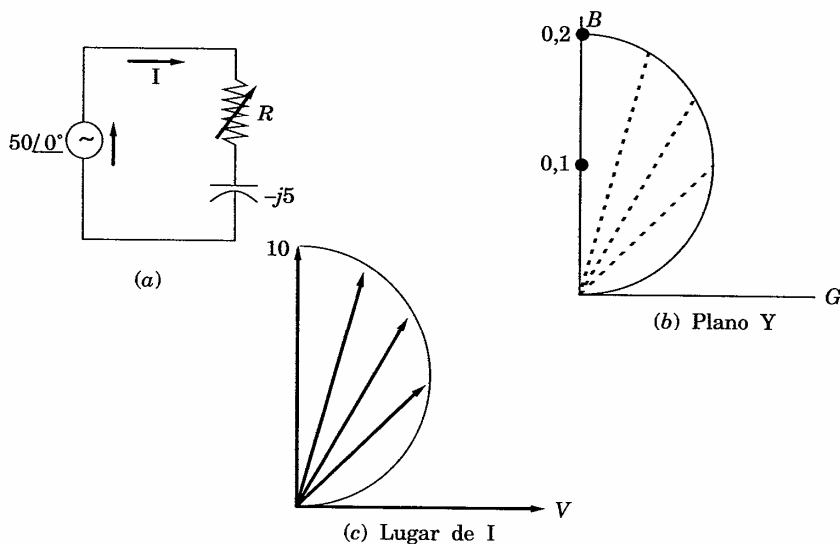 I
R
50/0°
~
-j5
(a)
B
0,2
0,1
G
(b) Plano Y
10
V
(c) Lugar de I